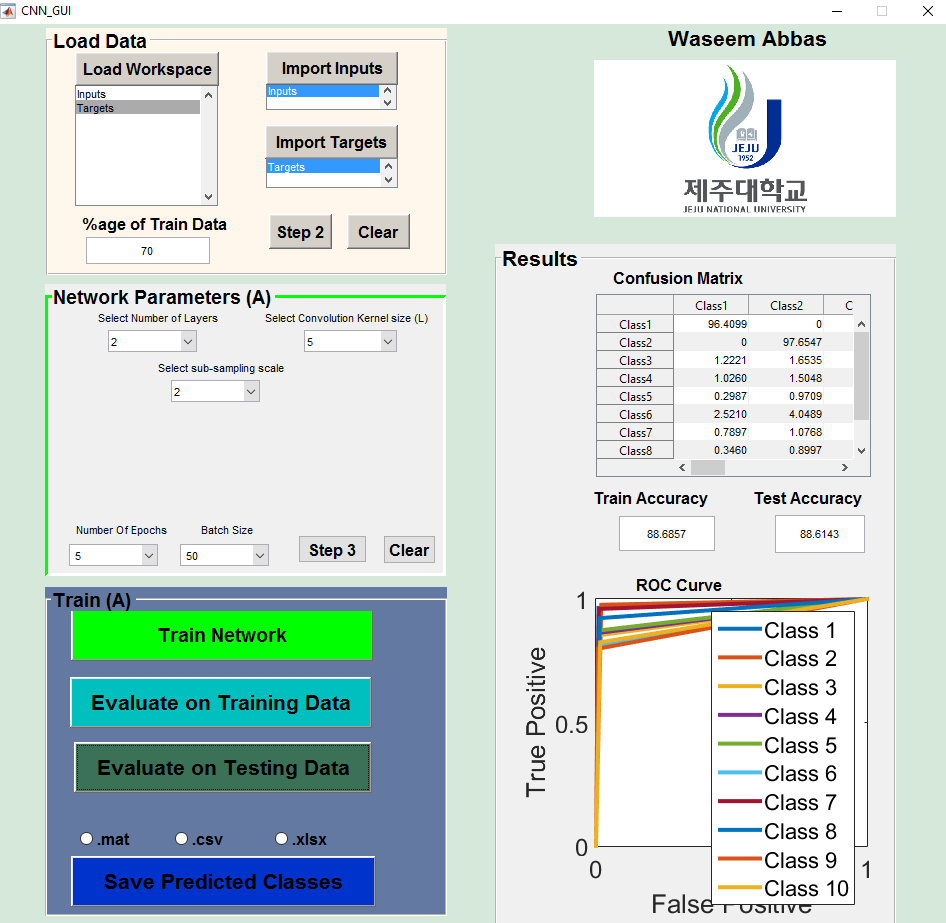 CNN_GUI
Load Data
Load Workspace
Inputs
Targets
Import Inputs
Inputs
Import Targets
Targets
%age of Train Data
70
Step 2
Clear
Network Parameters (A)
Select Number of Layers
2
Select Convolution Kernel size (L)
5
Select sub-sampling scale
2
Number Of Epochs
5
Batch Size
50
Step 3
Clear
Train (A)
Train Network
Evaluate on Training Data
Evaluate on Testing Data
.mat .csv .xlsx
Save Predicted Classes
Waseem Abbas
JEJU
1952
제주대학교
JEJU NATIONAL UNIVERSITY
Results
Confusion Matrix
Class1 Class2 C
Class1 96.4099 0
Class2 0 97.6547
Class3 1.2221 1.6535
Class4 1.0260 1.5048
Class5 0.2987 0.9709
Class6 2.5210 4.0489
Class7 0.7897 1.0768
Class8 0.3460 0.8997
Train Accuracy
88.6857
Test Accuracy
88.6143
ROC Curve
True Positive
1
0.5
0
0 1
False Positive
Class 1
Class 2
Class 3
Class 4
Class 5
Class 6
Class 7
Class 8
Class 9
Class 10